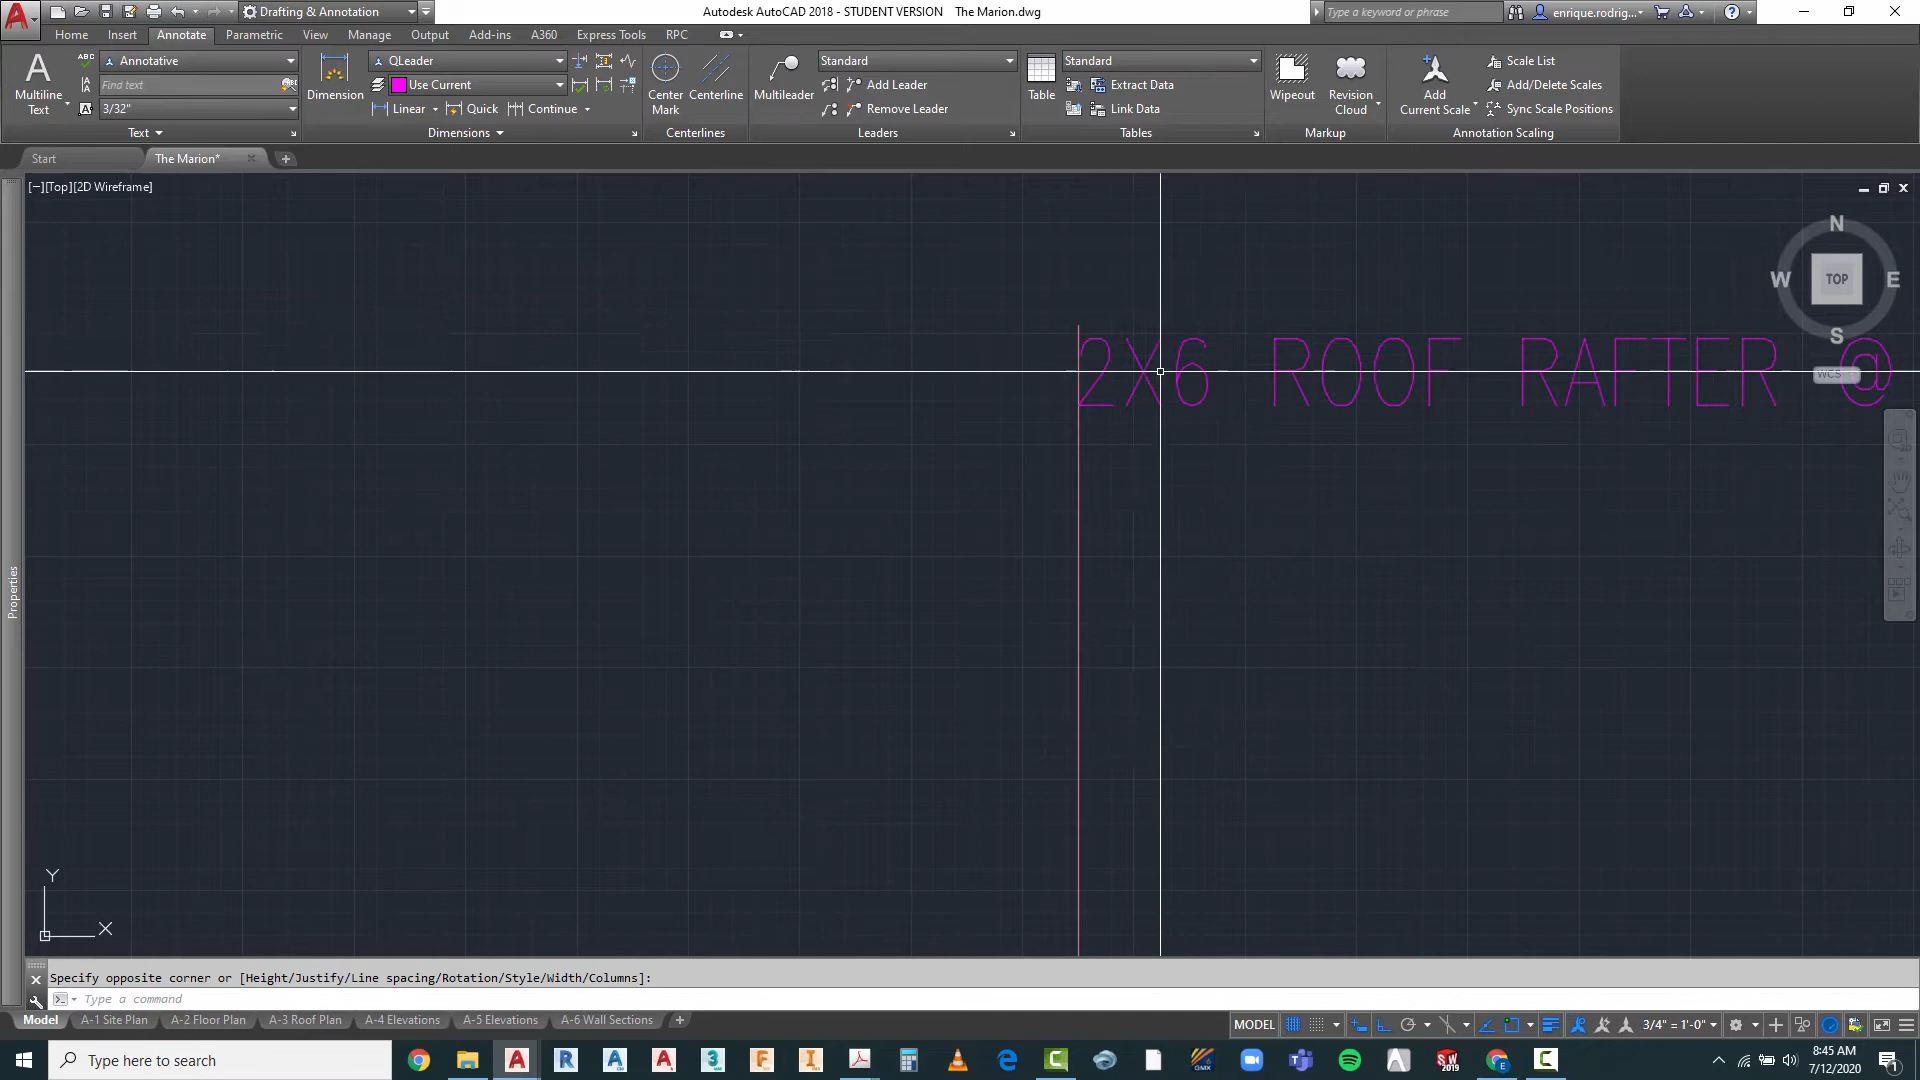 Drafting & Annotation
Autodesk AutoCAD 2018 - STUDENT VERSION    The Marion.dwg
Type a keyword or phrase
enrique.rodrig...
Home Insert Annotate Parametric View Manage Output Add-ins A360 Express Tools RPC
Multiline
Text
ABC
Annotative
Find text
3/32"
Text
Dimension
QLeader
Use Current
Linear Quick Continue
Dimensions
Center
Mark
Centerline
Centerlines
Multileader
Standard
Add Leader
Remove Leader
Leaders
Table
Standard
Extract Data
Link Data
Tables
Wipeout
Revision
Cloud
Markup
Add
Current Scale
Scale List
Add/Delete Scales
Sync Scale Positions
Annotation Scaling
Start
The Marion*
[−][Top][2D Wireframe]
N
W TOP E
S
WCS
2X6 ROOF RAFTER @
Properties
Y
X
Specify opposite corner or [Height/Justify/Line spacing/Rotation/Style/Width/Columns]:
Type a command
Model A-1 Site Plan A-2 Floor Plan A-3 Roof Plan A-4 Elevations A-5 Elevations A-6 Wall Sections
MODEL
3/4" = 1'-0"
Type here to search
8:45 AM
7/12/2020